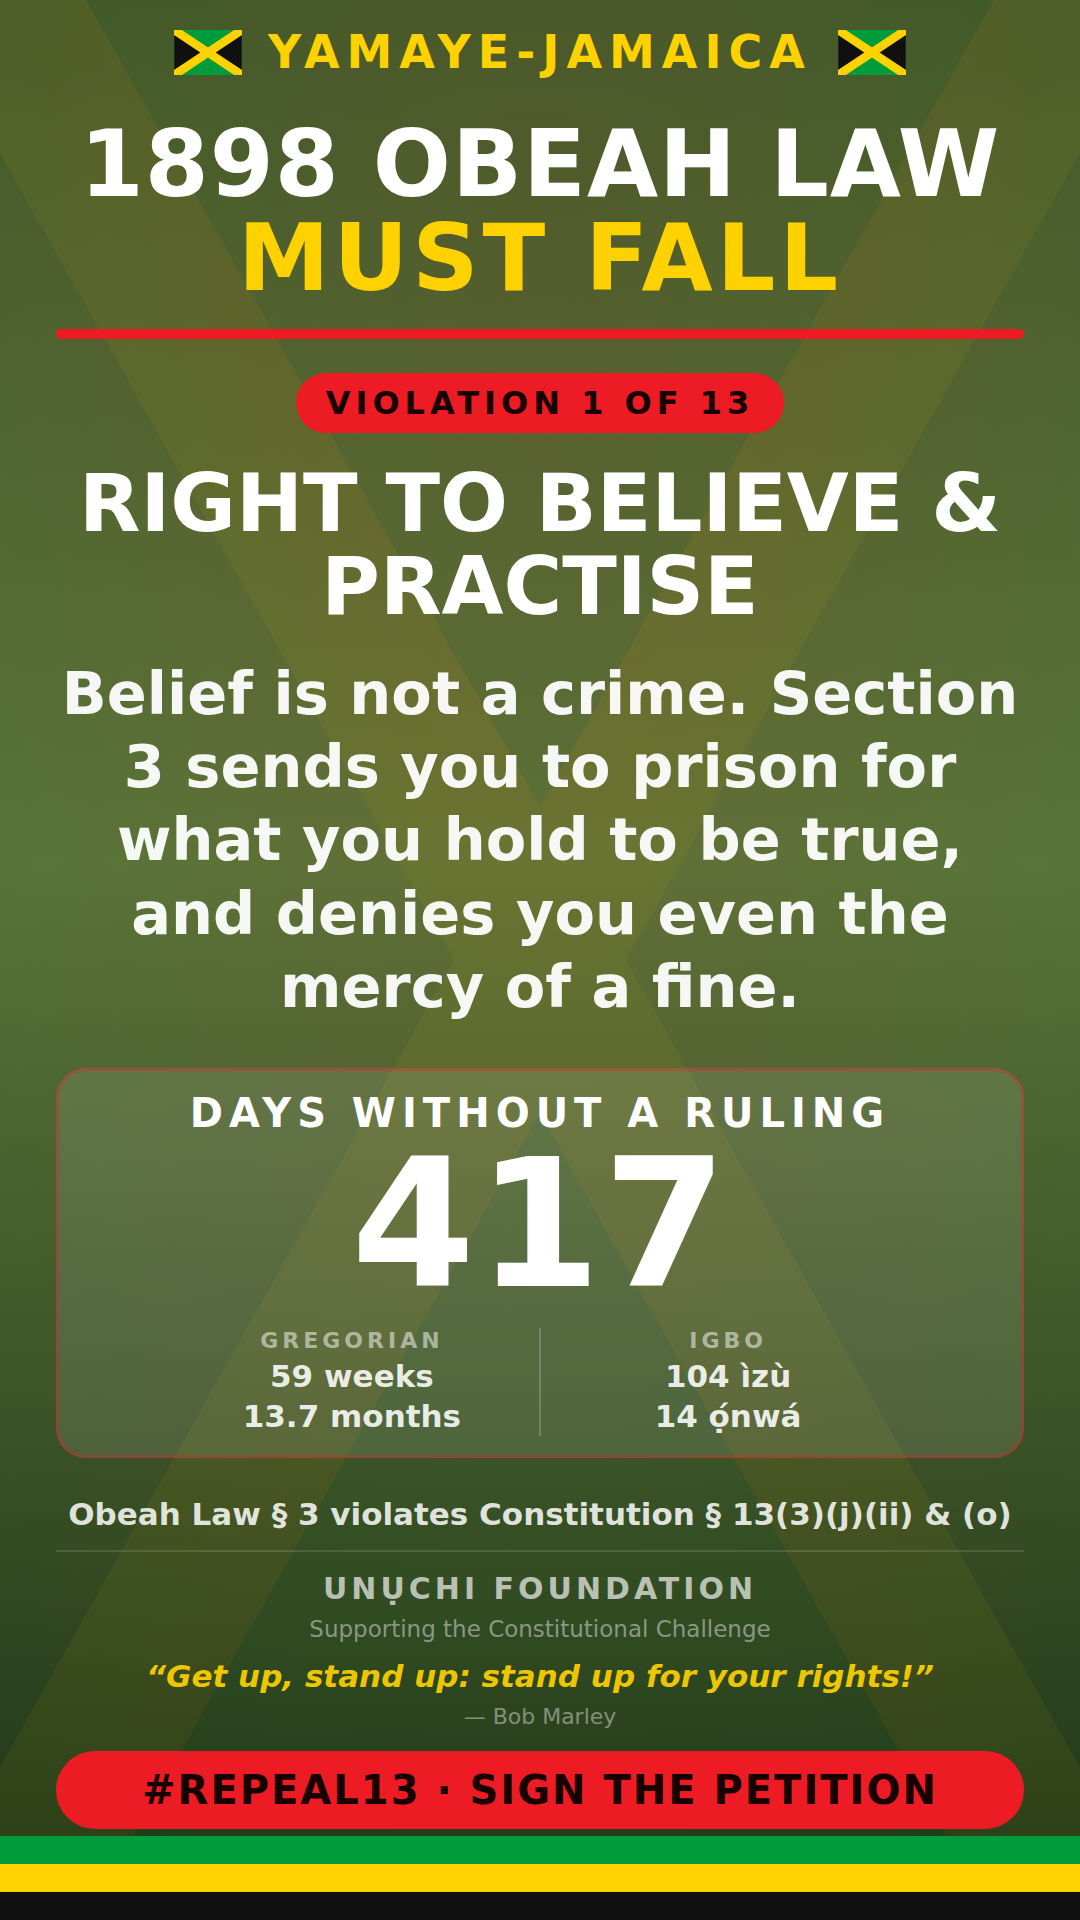 YAMAYE-JAMAICA
1898 OBEAH LAW
MUST FALL
VIOLATION 1 OF 13
RIGHT TO BELIEVE &
PRACTISE
Belief is not a crime. Section
3 sends you to prison for
what you hold to be true,
and denies you even the
mercy of a fine.
DAYS WITHOUT A RULING
417
GREGORIAN
59 weeks
13.7 months
IGBO
104 ìzù
14 ọ́nwá
Obeah Law § 3 violates Constitution § 13(3)(j)(ii) & (o)
UNỤCHI FOUNDATION
Supporting the Constitutional Challenge
“Get up, stand up: stand up for your rights!”
— Bob Marley
#REPEAL13 · SIGN THE PETITION